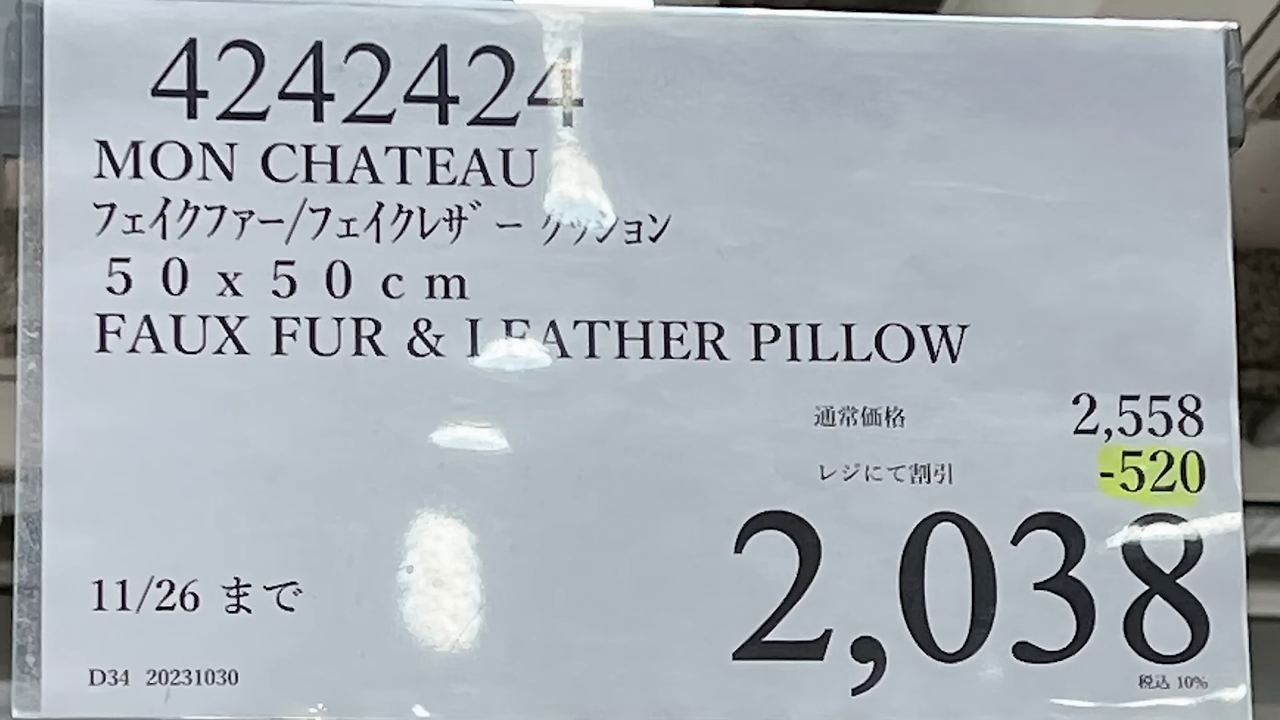 4242424
MON CHATEAU
フェイクファー/フェイクレザー クッション
50x50cm
FAUX FUR & LEATHER PILLOW
通常価格 2,558
レジにて割引 -520
2,038
11/26 まで
税込 10%
D34 20231030